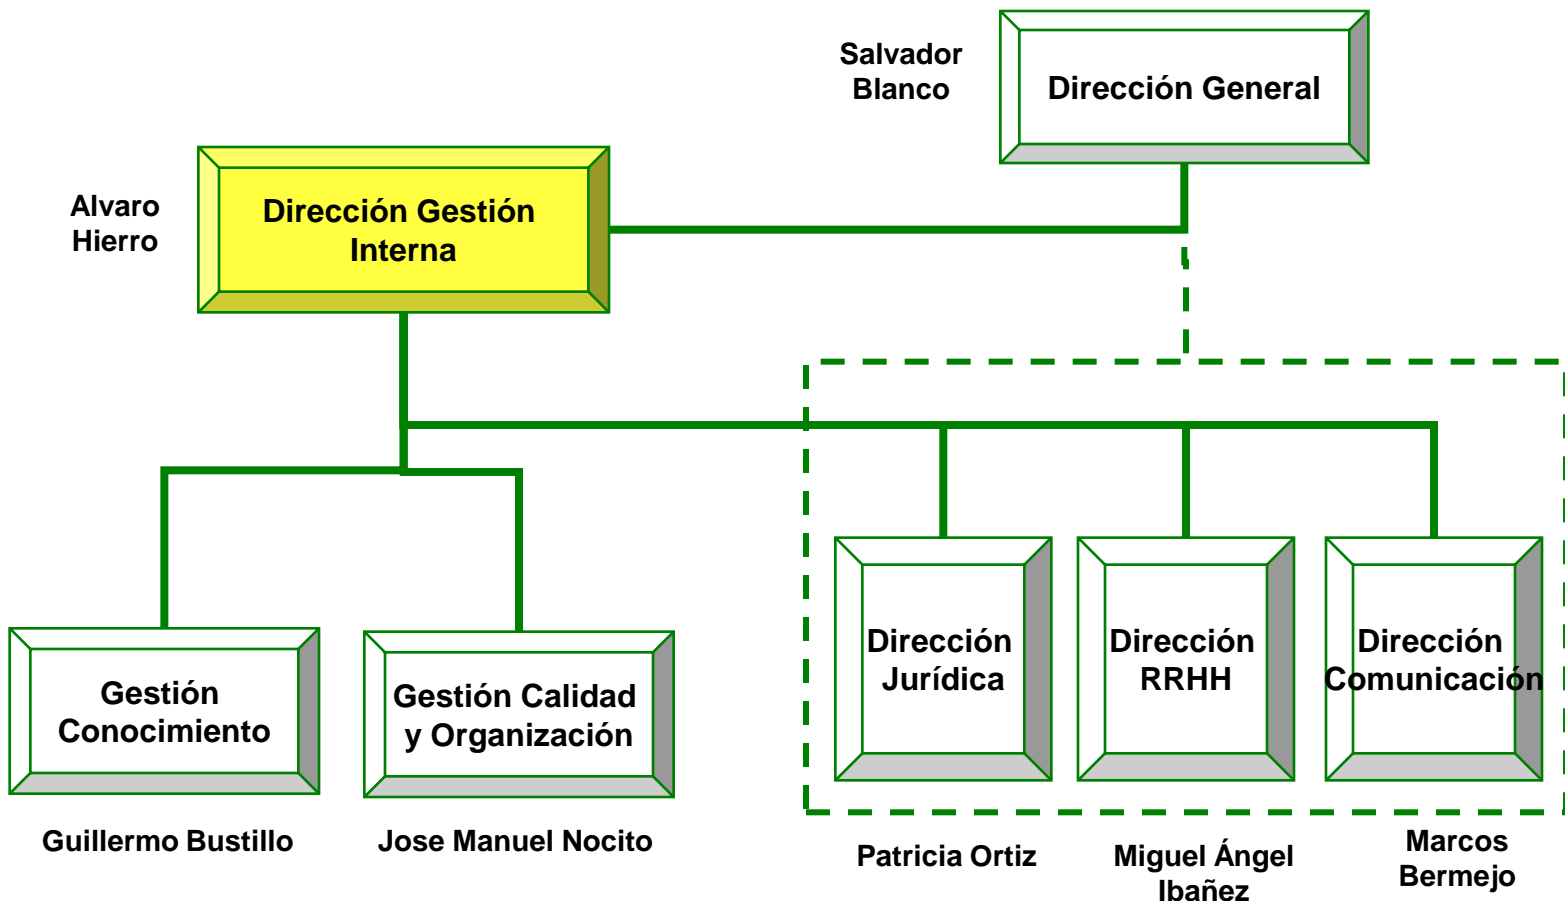 Salvador
Blanco
Dirección General
Alvaro
Hierro
Dirección Gestión
Interna
Gestión
Conocimiento
Gestión Calidad
y Organización
Dirección
Jurídica
Dirección
RRHH
Dirección
Comunicación
Guillermo Bustillo
Jose Manuel Nocito
Patricia Ortiz
Miguel Ángel
Ibañez
Marcos
Bermejo